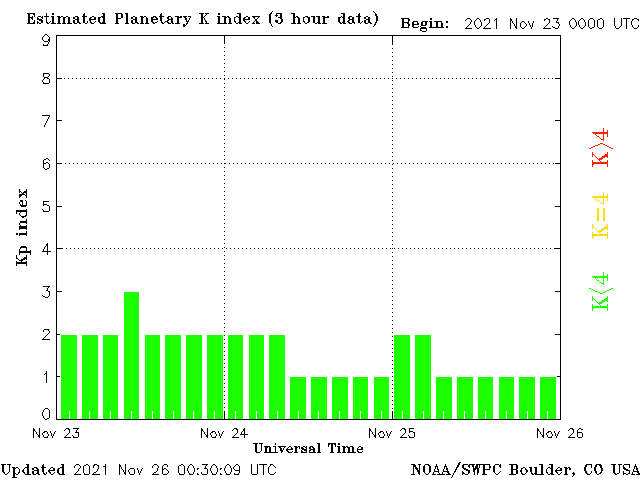 Estimated Planetary K index (3 hour data) Begin: 2021 Nov 23 0000 UTC
9
8
7
6
5
4
3
2
1
0
Kp index
K>4
K=4
K<4
Nov 23 Nov 24 Nov 25 Nov 26
Universal Time
Updated 2021 Nov 26 00:30:09 UTC NOAA/SWPC Boulder, CO USA